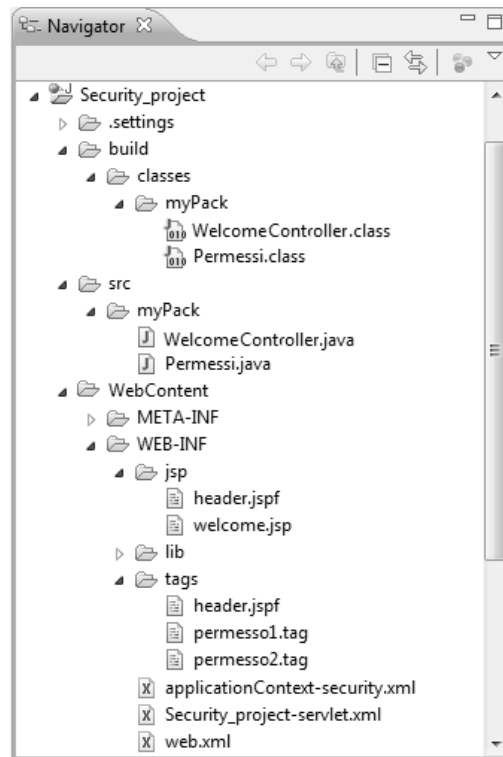 Navigator
Security_project
.settings
build
classes
myPack
WelcomeController.class
Permessi.class
src
myPack
WelcomeController.java
Permessi.java
WebContent
META-INF
WEB-INF
jsp
header.jspf
welcome.jsp
lib
tags
header.jspf
permesso1.tag
permesso2.tag
applicationContext-security.xml
Security_project-servlet.xml
web.xml